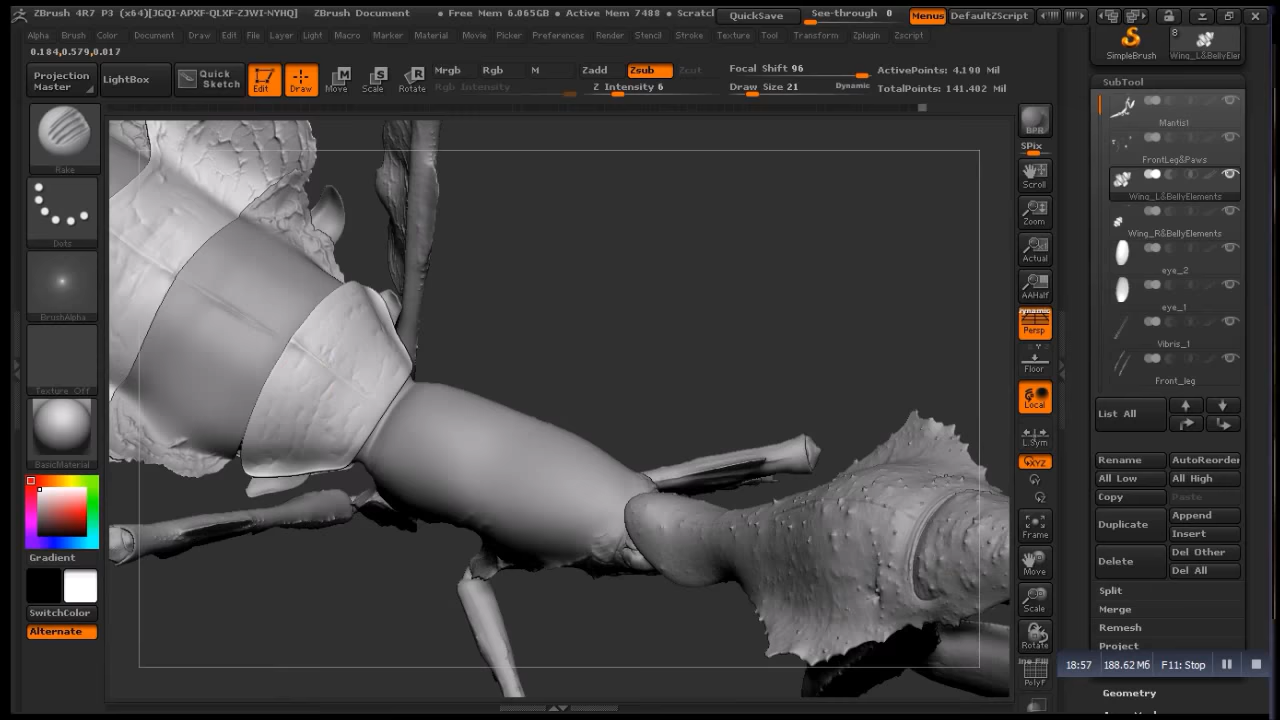 ZBrush 4R7 P3 (x64)[JGQI-APXF-QLXF-ZJWI-NYHQ] ZBrush Document ● Free Mem 6.065GB ● Active Mem 7488 ● Scratcl QuickSave See-through 0 Menus DefaultZScript
Alpha Brush Color Document Draw Edit File Layer Light Macro Marker Material Movie Picker Preferences Render Stencil Stroke Texture Tool Transform Zplugin Zscript
0.184,0.579,0.017
SimpleBrush
8
Wing_L&BellyEler
Projection Master
LightBox
Quick Sketch
Edit
Draw
Move
Scale
Rotate
Mrgb Rgb M
Rgb Intensity
Zadd Zsub Zcut
Z Intensity 6
Focal Shift 96
Draw Size 21
Dynamic
ActivePoints: 4.190 Mil
TotalPoints: 141.402 Mil
Rake
Dots
BrushAlpha
Texture Off
BasicMaterial
Gradient
SwitchColor
Alternate
BPR
SPix
Scroll
Zoom
Actual
AAHalf
Dynamic
Persp
Floor
Local
L.Sym
XYZ
Frame
Move
Scale
Rotate
Line Fill
PolyF
SubTool
Mantis1
FrontLeg&Paws
Wing_L&BellyElements
Wing_R&BellyElements
eye_2
eye_1
Vibris_1
Front_leg
List All
Rename AutoReorder
All Low All High
Copy Paste
Duplicate
Append
Insert
Delete
Del Other
Del All
Split
Merge
Remesh
Project
18:57 188.62 Мб F11: Stop
Geometry